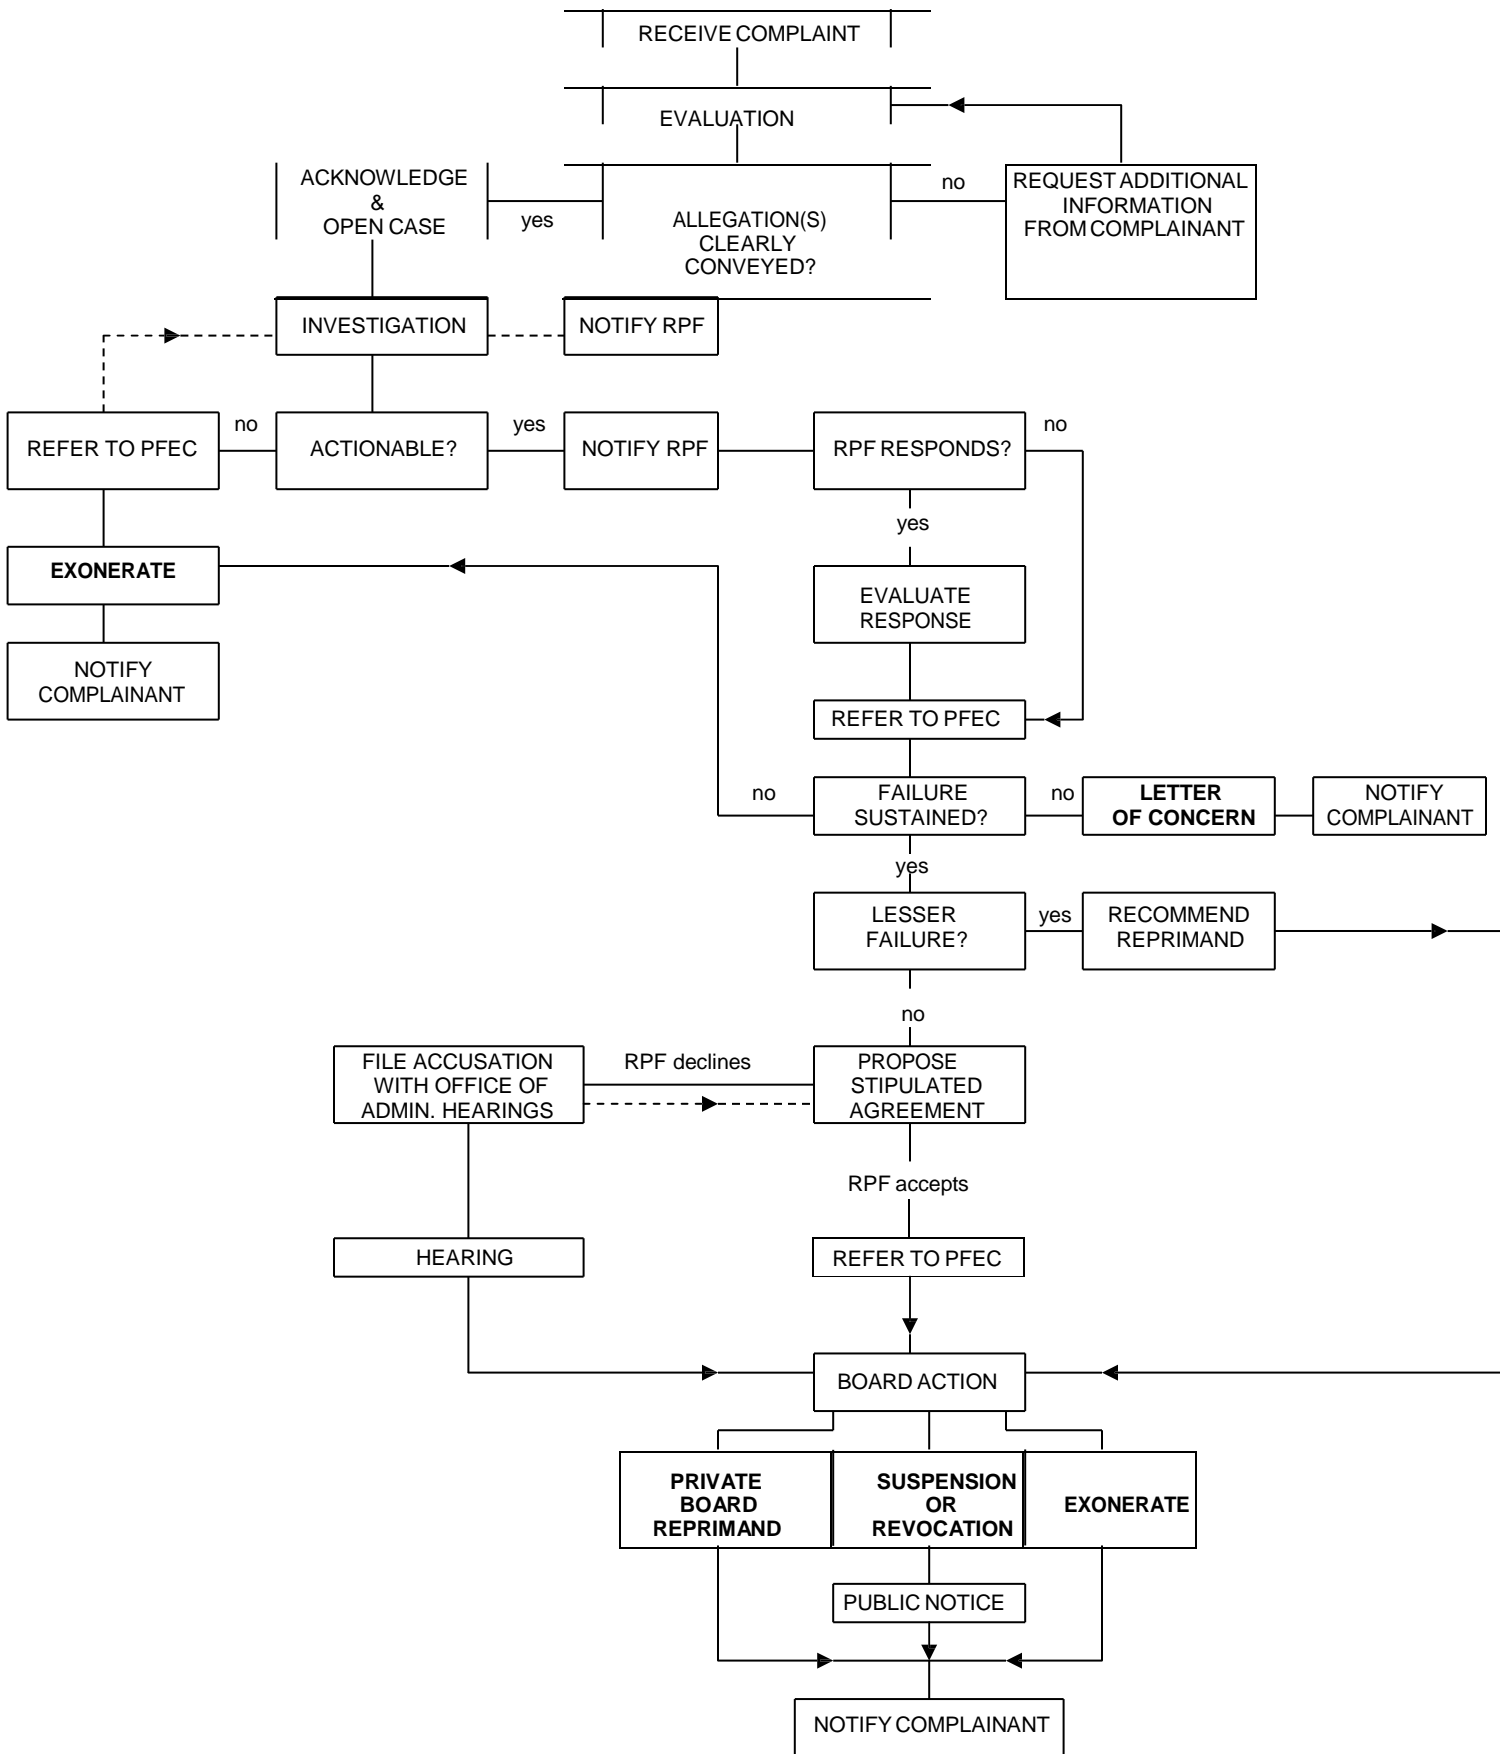 RECEIVE COMPLAINT
EVALUATION
ACKNOWLEDGE
&
OPEN CASE
yes
ALLEGATION(S)
CLEARLY
CONVEYED?
no
REQUEST ADDITIONAL
INFORMATION
FROM COMPLAINANT
INVESTIGATION
NOTIFY RPF
REFER TO PFEC
no
ACTIONABLE?
yes
NOTIFY RPF
RPF RESPONDS?
no
yes
EXONERATE
EVALUATE
RESPONSE
NOTIFY
COMPLAINANT
REFER TO PFEC
no
FAILURE
SUSTAINED?
no
LETTER
OF CONCERN
NOTIFY
COMPLAINANT
yes
LESSER
FAILURE?
yes
RECOMMEND
REPRIMAND
no
FILE ACCUSATION
WITH OFFICE OF
ADMIN. HEARINGS
RPF declines
PROPOSE
STIPULATED
AGREEMENT
RPF accepts
HEARING
REFER TO PFEC
BOARD ACTION
PRIVATE
BOARD
REPRIMAND
SUSPENSION
OR
REVOCATION
EXONERATE
PUBLIC NOTICE
NOTIFY COMPLAINANT